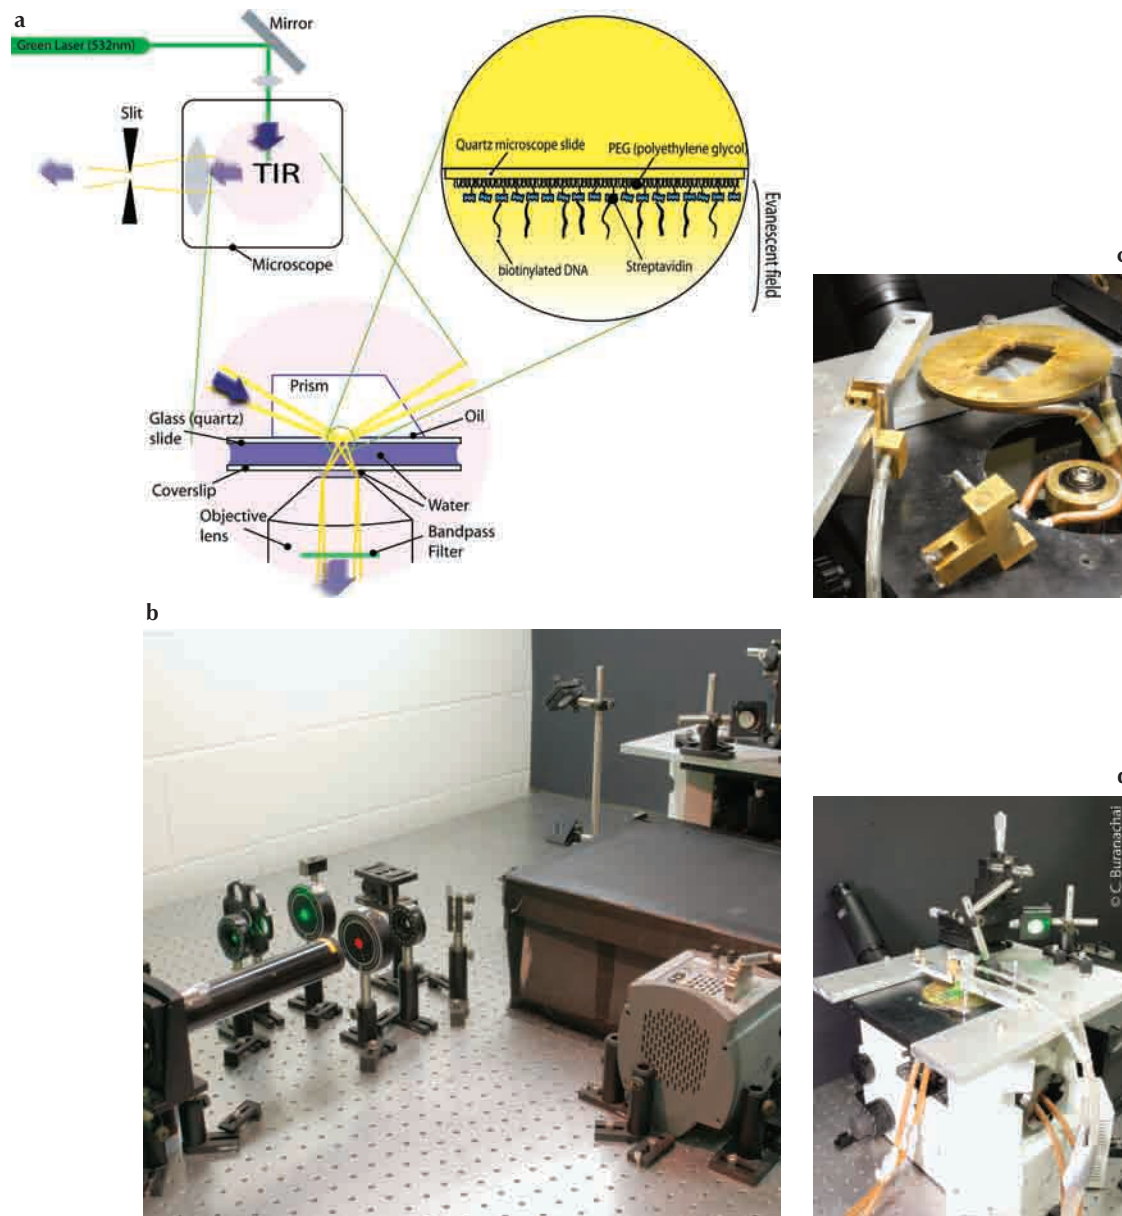 a
Mirror
Green Laser (532nm)
Slit
TIR
Microscope
Quartz microscope slide
PEG (polyethylene glycol)
biotinylated DNA
Streptavidin
Evanescent field
Prism
Glass (quartz)
slide
Oil
Coverslip
Water
Objective
lens
Bandpass
Filter
b
© C. Buranachai